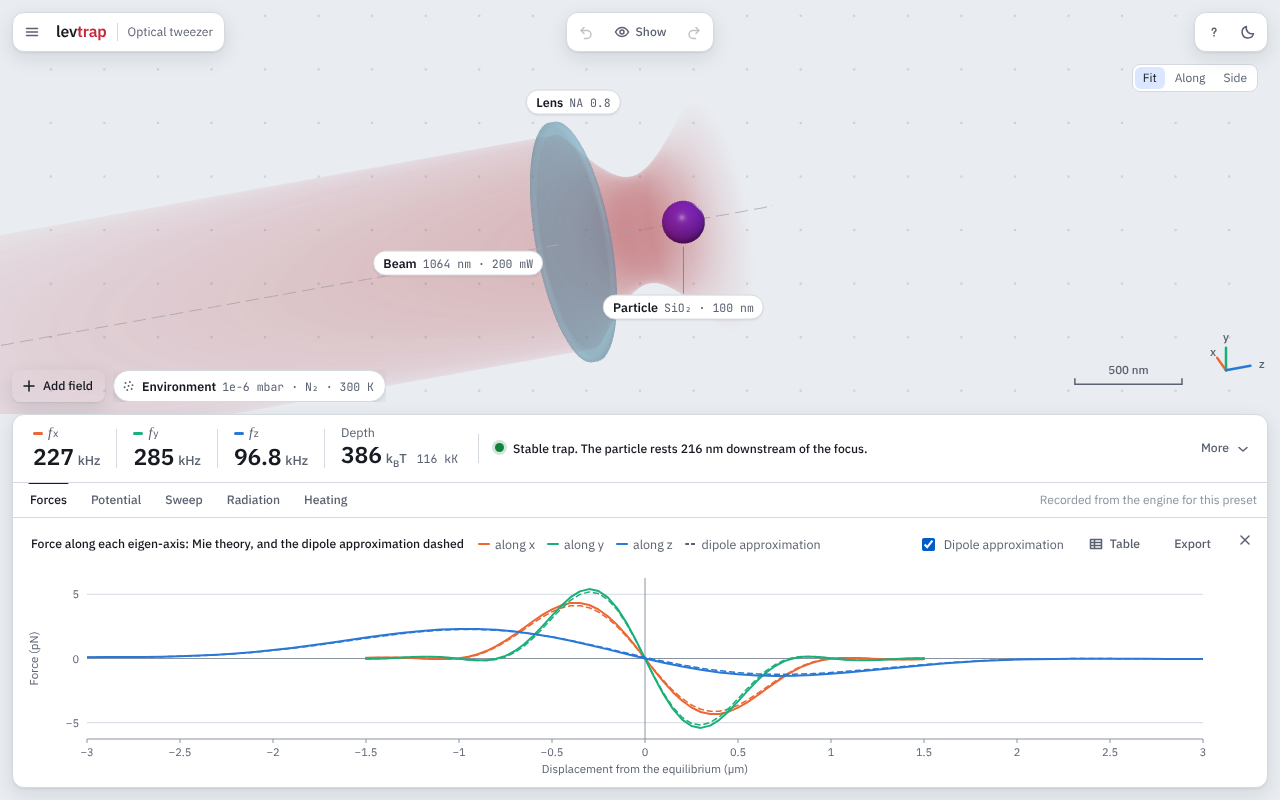 levtrap Optical tweezer
Show
?
Fit Along Side
Lens NA 0.8
Beam 1064 nm · 200 mW
Particle SiO₂ · 100 nm
Add field
Environment 1e-6 mbar · N₂ · 300 K
500 nm
y
x
z
fx
227 kHz
fy
285 kHz
fz
96.8 kHz
Depth
386 kBT 116 kK
Stable trap. The particle rests 216 nm downstream of the focus.
More
Forces Potential Sweep Radiation Heating
Recorded from the engine for this preset
Force along each eigen-axis: Mie theory, and the dipole approximation dashed
along x along y along z dipole approximation
Dipole approximation
Table
Export
Force (pN)
5
0
−5
−3 −2.5 −2 −1.5 −1 −0.5 0 0.5 1 1.5 2 2.5 3
Displacement from the equilibrium (μm)